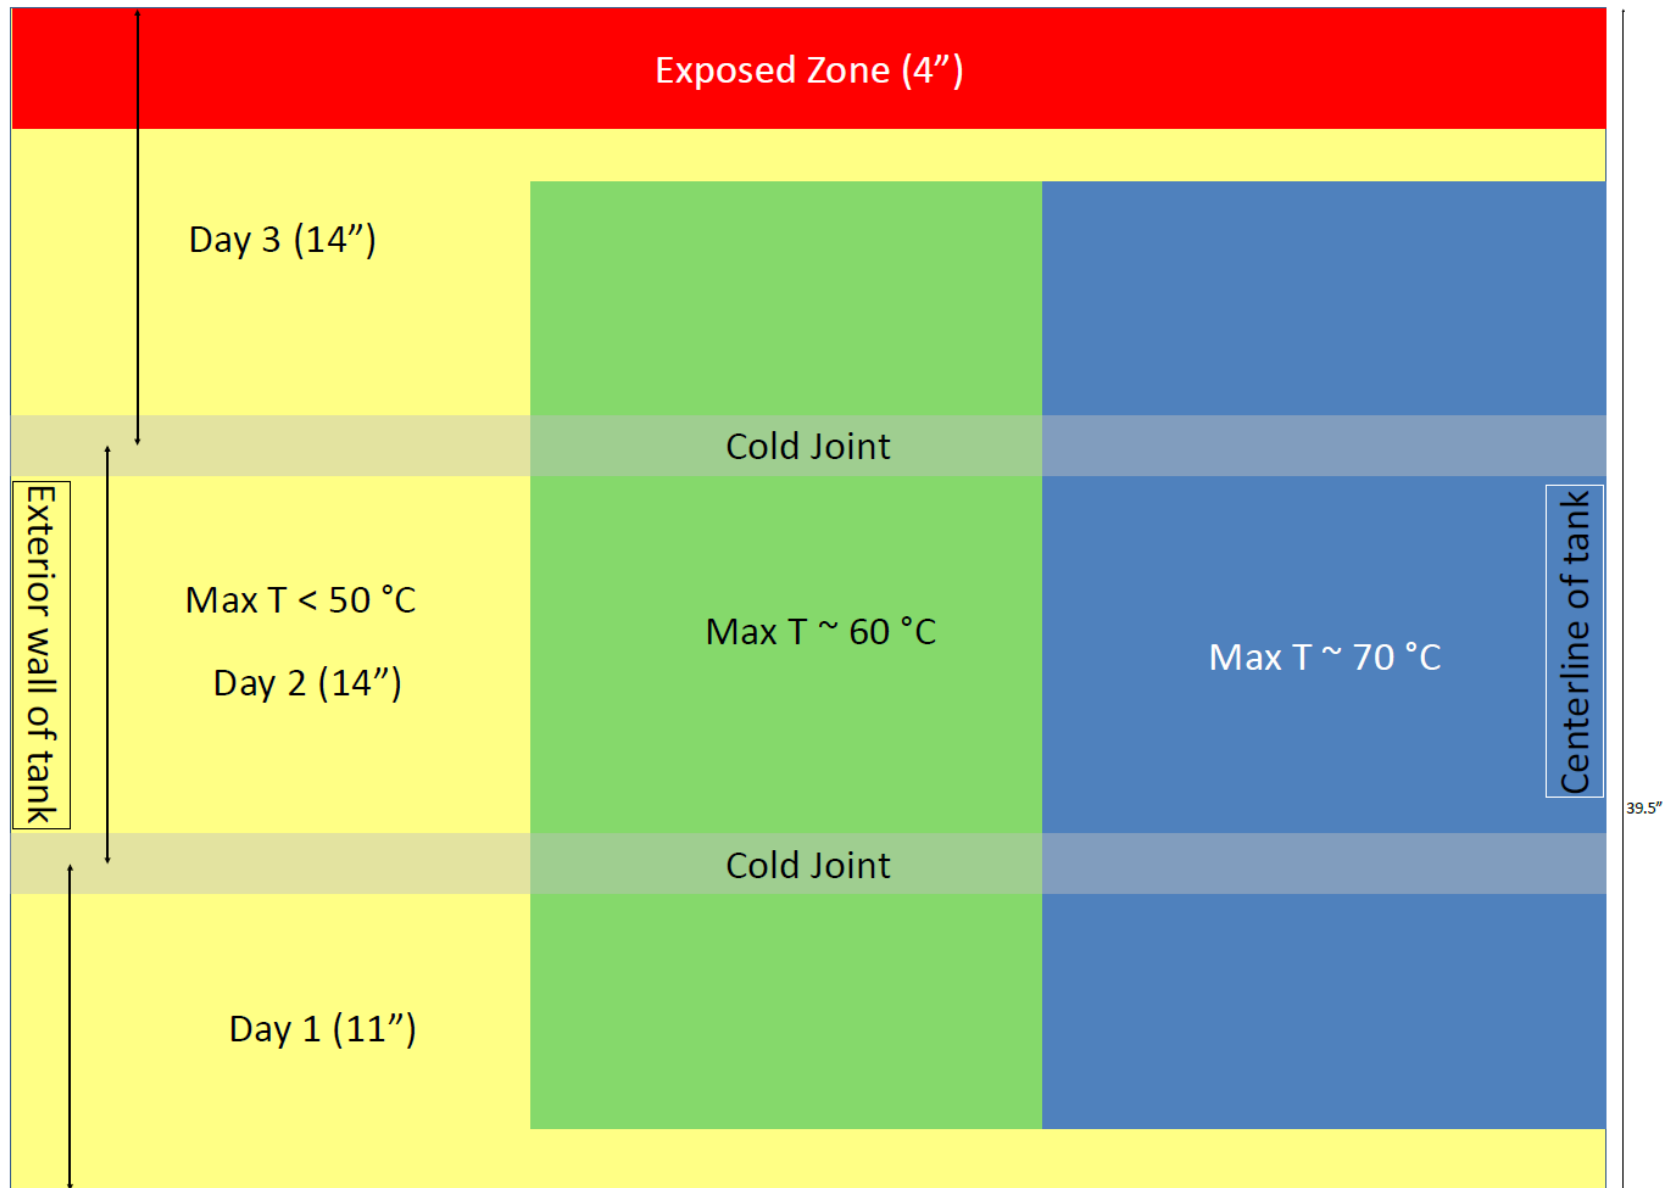 Exposed Zone (4”)
Day 3 (14”)
Cold Joint
Exterior wall of tank
Max T < 50 °C
Day 2 (14”)
Max T ~ 60 °C
Max T ~ 70 °C
Centerline of tank
39.5”
Cold Joint
Day 1 (11”)